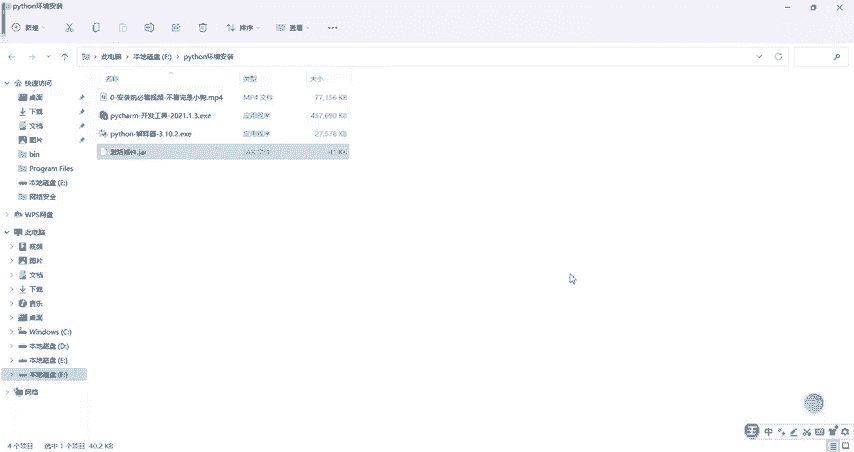 python环境安装
新建 排序 查看 ...
此电脑 > 本地磁盘 (F:) > python环境安装
名称 类型 大小
0-安装前必看视频-不看完是小狗.mp4 MP4 文件 77,156 KB
pycharm-开发工具-2021.1.3.exe 应用程序 457,690 KB
python-解释器-3.10.2.exe 应用程序 27,578 KB
激活插件.jar JAR 文件 41 KB
快速访问
桌面
下载
文档
图片
bin
Program Files
本地磁盘 (E:)
网络安全
WPS网盘
此电脑
视频
图片
文档
下载
音乐
桌面
Windows (C:)
本地磁盘 (D:)
本地磁盘 (E:)
本地磁盘 (F:)
网络
中
4 个项目 选中 1 个项目 40.2 KB